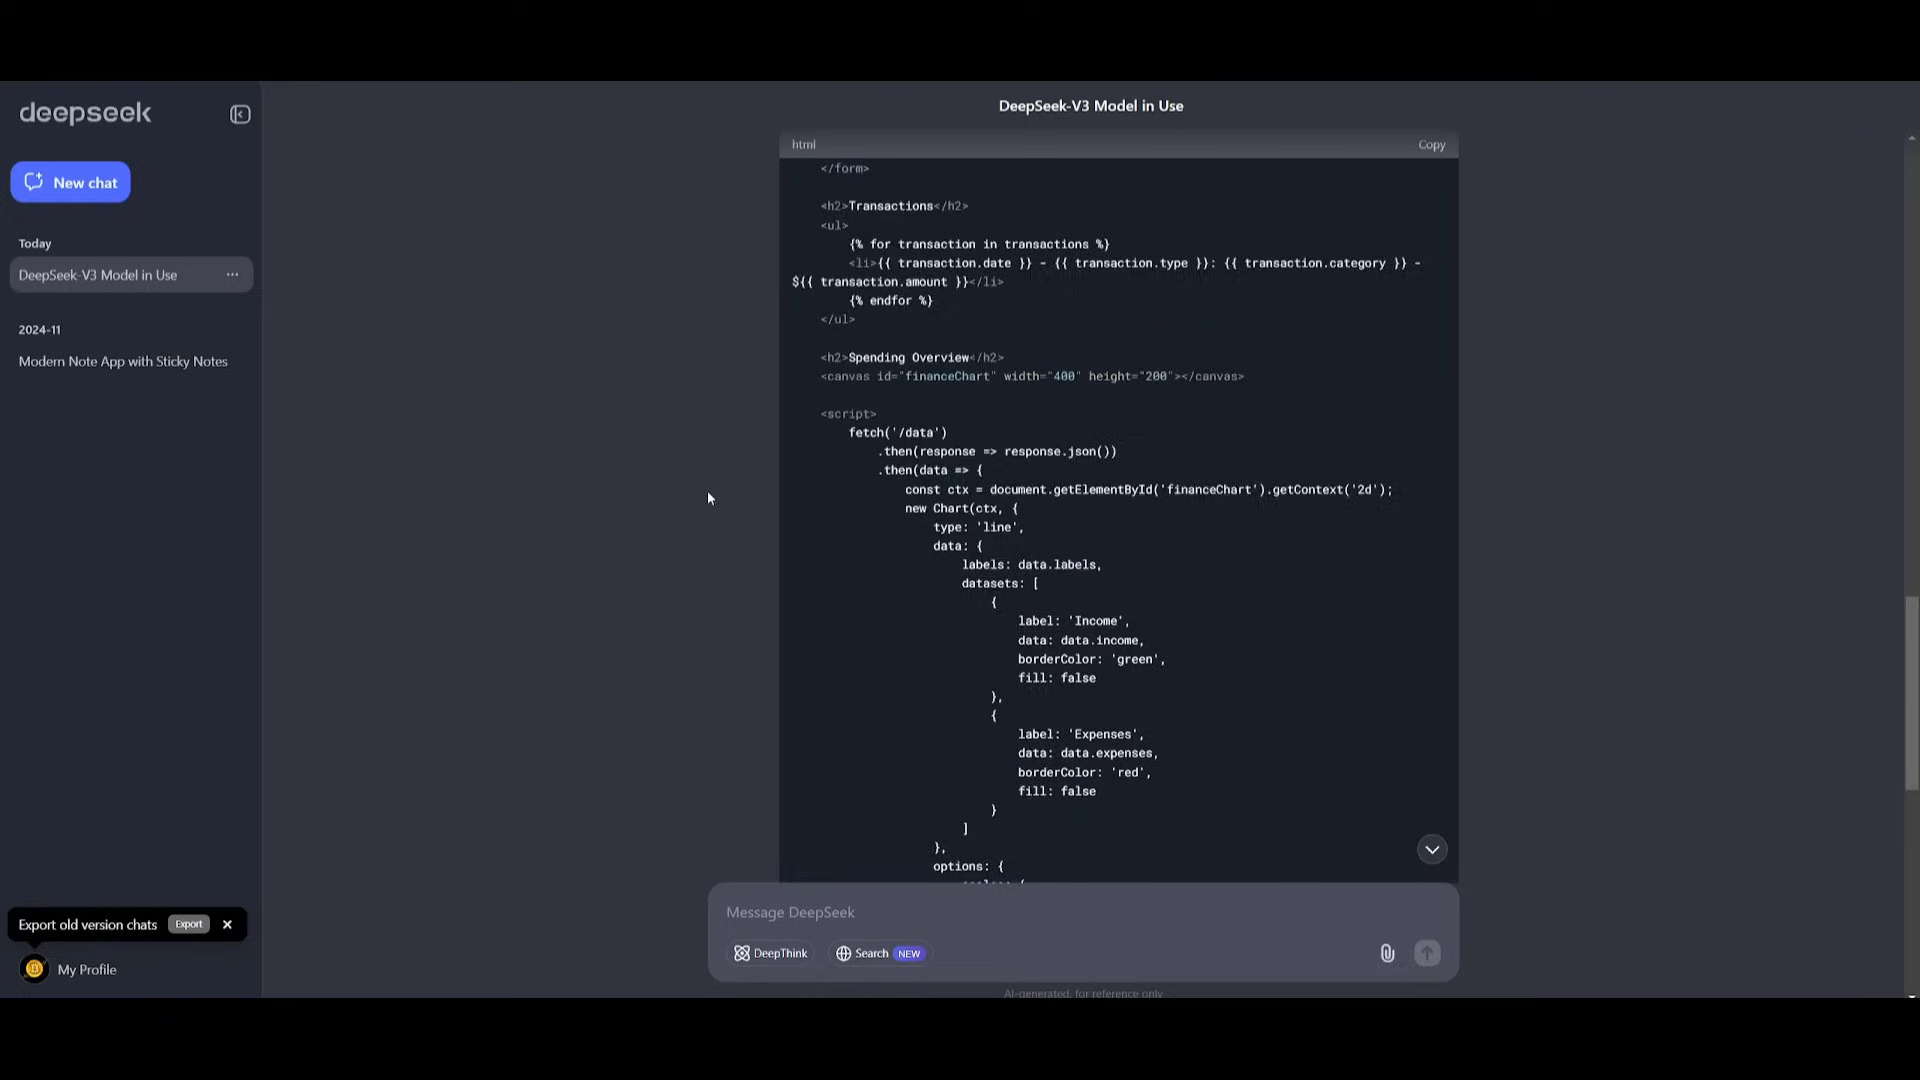 deepseek
New chat
Today
DeepSeek-V3 Model in Use
2024-11
Modern Note App with Sticky Notes
Export old version chats Export
My Profile
DeepSeek-V3 Model in Use
html Copy
</form>
<h2>Transactions</h2>
<ul>
{% for transaction in transactions %}
<li>{{ transaction.date }} - {{ transaction.type }}: {{ transaction.category }} -
${{ transaction.amount }}</li>
{% endfor %}
</ul>
<h2>Spending Overview</h2>
<canvas id="financeChart" width="400" height="200"></canvas>
<script>
fetch('/data')
.then(response => response.json())
.then(data => {
const ctx = document.getElementById('financeChart').getContext('2d');
new Chart(ctx, {
type: 'line',
data: {
labels: data.labels,
datasets: [
{
label: 'Income',
data: data.income,
borderColor: 'green',
fill: false
},
{
label: 'Expenses',
data: data.expenses,
borderColor: 'red',
fill: false
}
]
},
options: {
Message DeepSeek
DeepThink Search NEW
AI-generated, for reference only